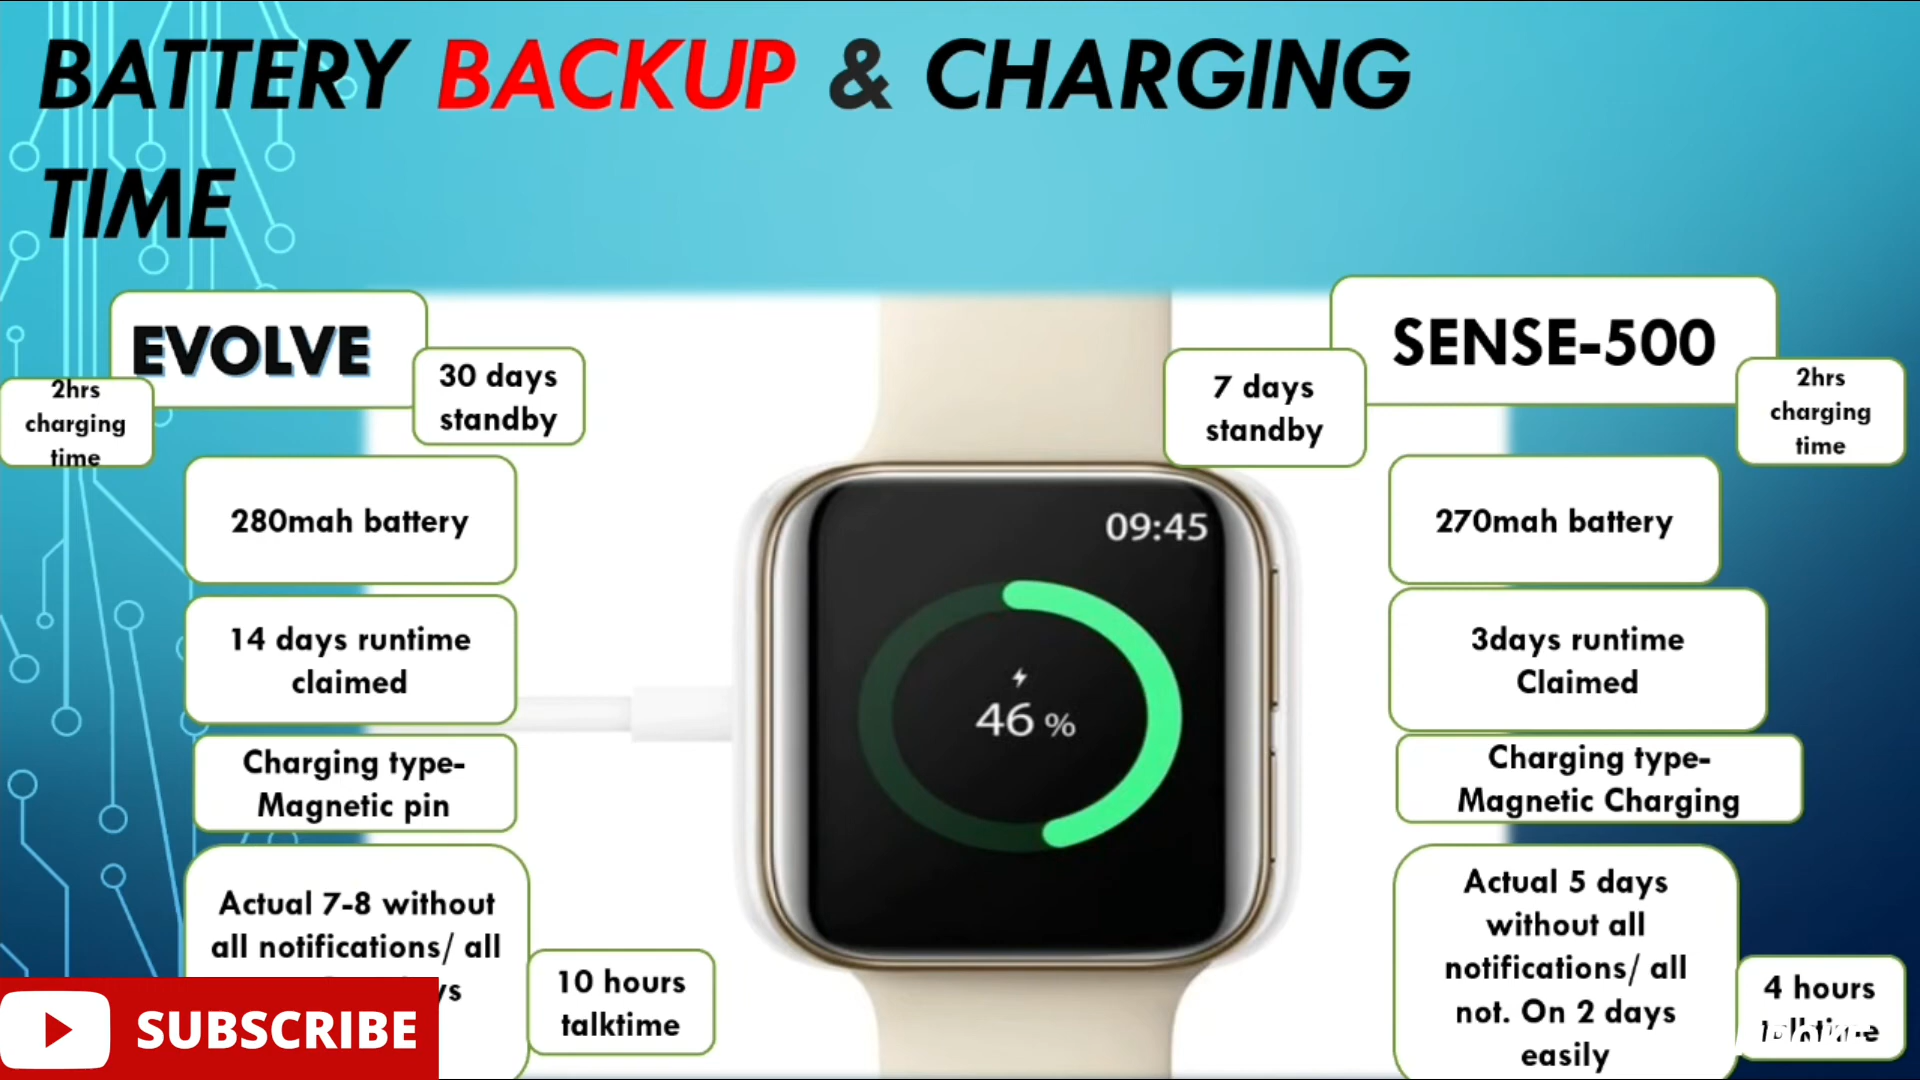 BATTERY BACKUP & CHARGING
TIME
EVOLVE
30 days
standby
2hrs
charging
time
280mah battery
14 days runtime
claimed
Charging type-
Magnetic pin
Actual 7-8 without
all notifications/ all
10 hours
talktime
SUBSCRIBE
09:45
46 %
SENSE-500
7 days
standby
2hrs
charging
time
270mah battery
3days runtime
Claimed
Charging type-
Magnetic Charging
Actual 5 days
without all
notifications/ all
not. On 2 days
easily
4 hours